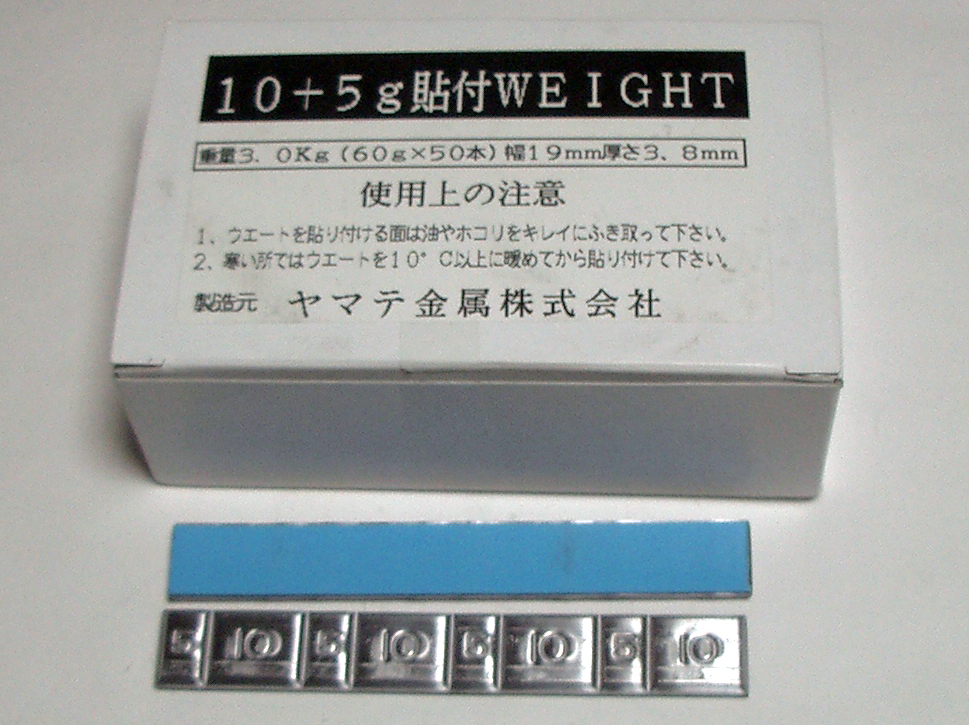 10+5g貼付WEIGHT
重量3.0Kg(60g×50本)幅19mm厚さ3、8mm
使用上の注意
1、ウエートを貼り付ける面は油やホコリをキレイにふき取って下さい。
2、寒い所ではウエートを10°C以上に暖めてから貼り付けて下さい。
製造元 ヤマテ金属株式会社
5 10 5 10 5 10 5 10